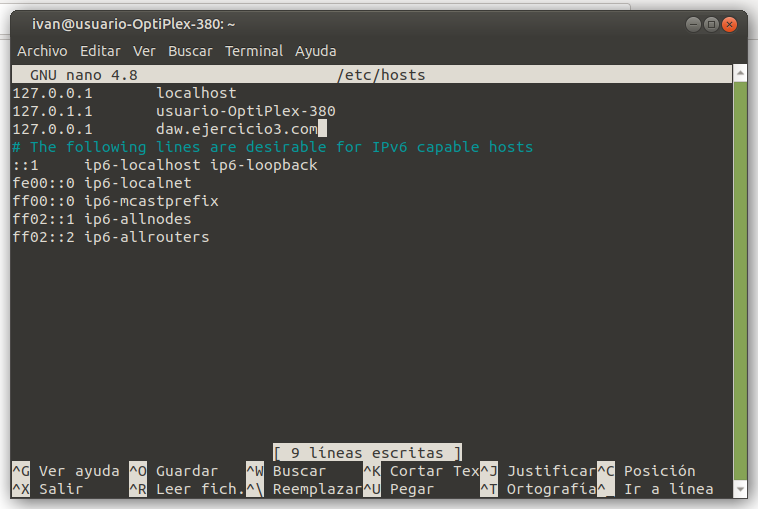 ivan@usuario-OptiPlex-380: ~
Archivo Editar Ver Buscar Terminal Ayuda
GNU nano 4.8 /etc/hosts
127.0.0.1 localhost
127.0.1.1 usuario-OptiPlex-380
127.0.0.1 daw.ejercicio3.com
# The following lines are desirable for IPv6 capable hosts
::1 ip6-localhost ip6-loopback
fe00::0 ip6-localnet
ff00::0 ip6-mcastprefix
ff02::1 ip6-allnodes
ff02::2 ip6-allrouters
[ 9 líneas escritas ]
^G Ver ayuda ^O Guardar ^W Buscar ^K Cortar Tex ^J Justificar ^C Posición
^X Salir ^R Leer fich. ^\ Reemplazar ^U Pegar ^T Ortografía ^_ Ir a línea